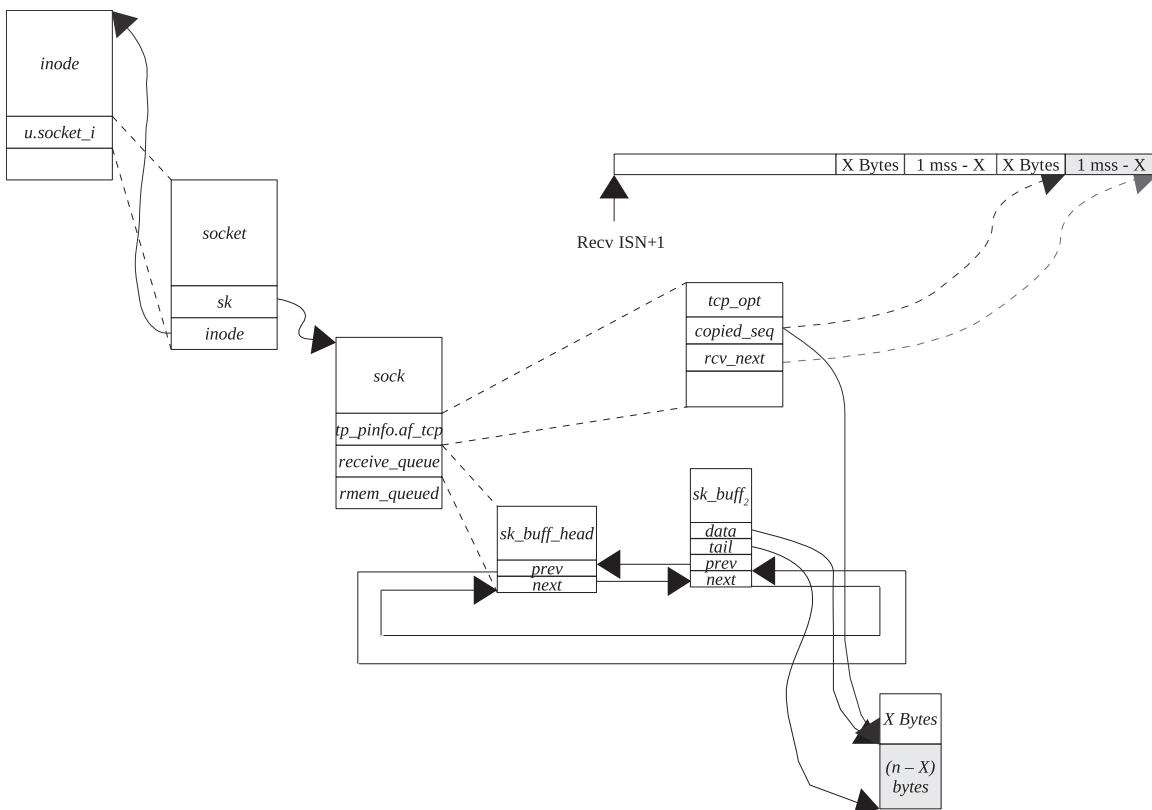 inode
u.socket_i
socket
sk
inode
X Bytes 1 mss - X X Bytes 1 mss - X
Recv ISN+1
sock
tp_pinfo.af_tcp
receive_queue
rmem_queued
tcp_opt
copied_seq
rcv_next
sk_buff_head
prev
next
sk_buff2
data
tail
prev
next
X Bytes
(n – X)
bytes